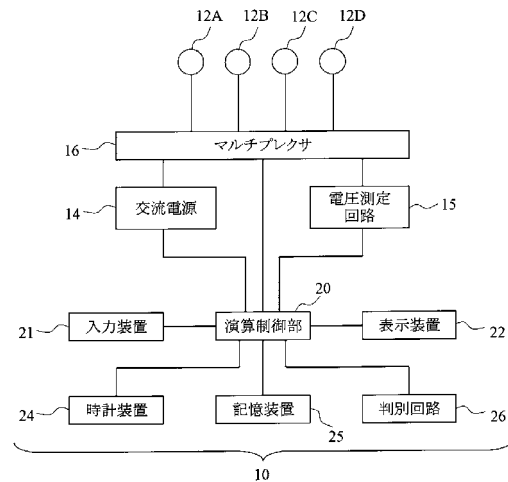 12A 12B 12C 12D
16 マルチプレクサ
14 交流電源
電圧測定
回路 15
20
21 入力装置 演算制御部 表示装置 22
24 時計装置 記憶装置 25 判別回路 26
10